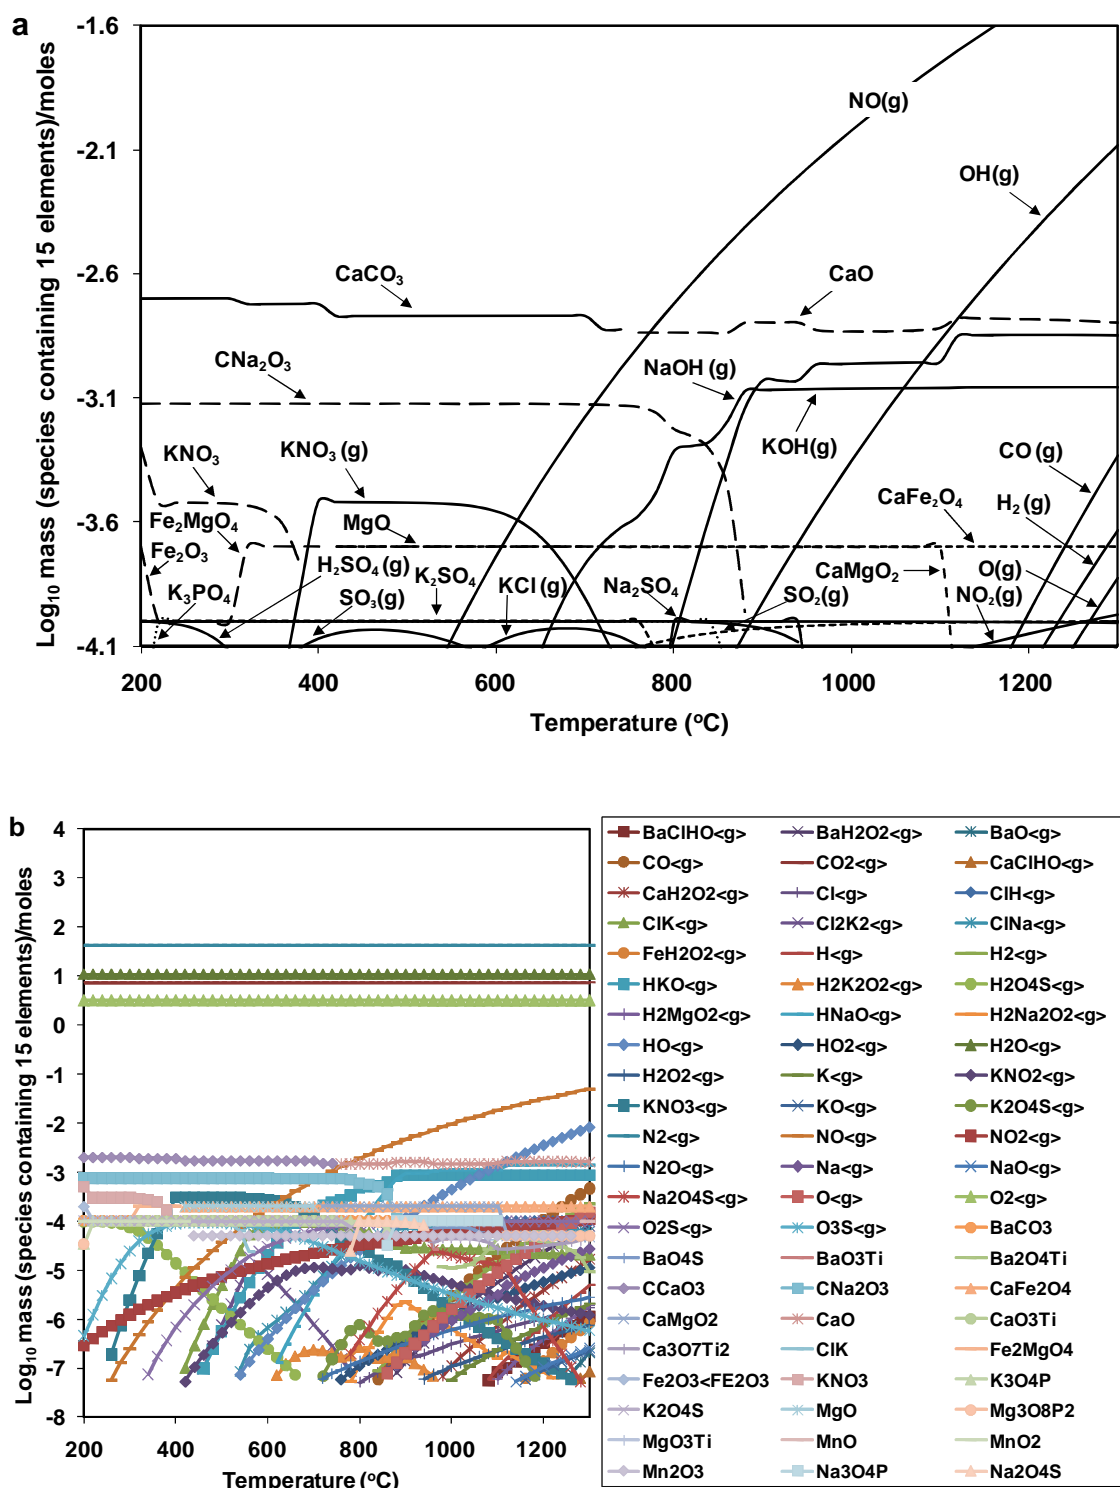 a
Log10 mass (species containing 15 elements)/moles
-1.6
-2.1
-2.6
-3.1
-3.6
-4.1
NO(g)
OH(g)
CaCO3
CaO
CNa2O3
NaOH (g)
KNO3
KNO3 (g)
KOH(g)
CO (g)
Fe2MgO4
MgO
CaFe2O4
H2 (g)
Fe2O3
H2SO4 (g)
K2SO4
CaMgO2
O(g)
K3PO4
SO3(g)
KCl (g)
Na2SO4
SO2(g)
NO2(g)
200 400 600 800 1000 1200
Temperature (oC)
b
Log10 mass (species containing 15 elements)/moles
4
3
2
1
0
-1
-2
-3
-4
-5
-6
-7
-8
200 400 600 800 1000 1200
Temperature (oC)
BaClHO<g> BaH2O2<g> BaO<g>
CO<g> CO2<g> CaClHO<g>
CaH2O2<g> Cl<g> ClH<g>
ClK<g> Cl2K2<g> ClNa<g>
FeH2O2<g> H<g> H2<g>
HKO<g> H2K2O2<g> H2O4S<g>
H2MgO2<g> HNaO<g> H2Na2O2<g>
HO<g> HO2<g> H2O<g>
H2O2<g> K<g> KNO2<g>
KNO3<g> KO<g> K2O4S<g>
N2<g> NO<g> NO2<g>
N2O<g> Na<g> NaO<g>
Na2O4S<g> O<g> O2<g>
O2S<g> O3S<g> BaCO3
BaO4S BaO3Ti Ba2O4Ti
CCaO3 CNa2O3 CaFe2O4
CaMgO2 CaO CaO3Ti
Ca3O7Ti2 ClK Fe2MgO4
Fe2O3<FE2O3 KNO3 K3O4P
K2O4S MgO Mg3O8P2
MgO3Ti MnO MnO2
Mn2O3 Na3O4P Na2O4S